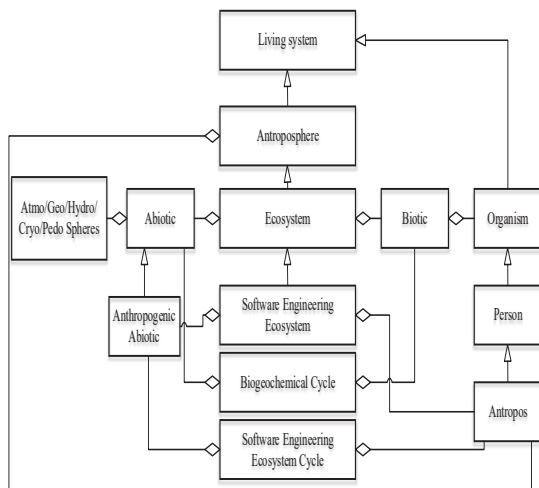 Living system
Antroposphere
Atmo/Geo/Hydro/
Cryo/Pedo Spheres
Abiotic
Ecosystem
Biotic
Organism
Anthropogenic
Abiotic
Software Engineering
Ecosystem
Person
Biogeochemical Cycle
Antropos
Software Engineering
Ecosystem Cycle